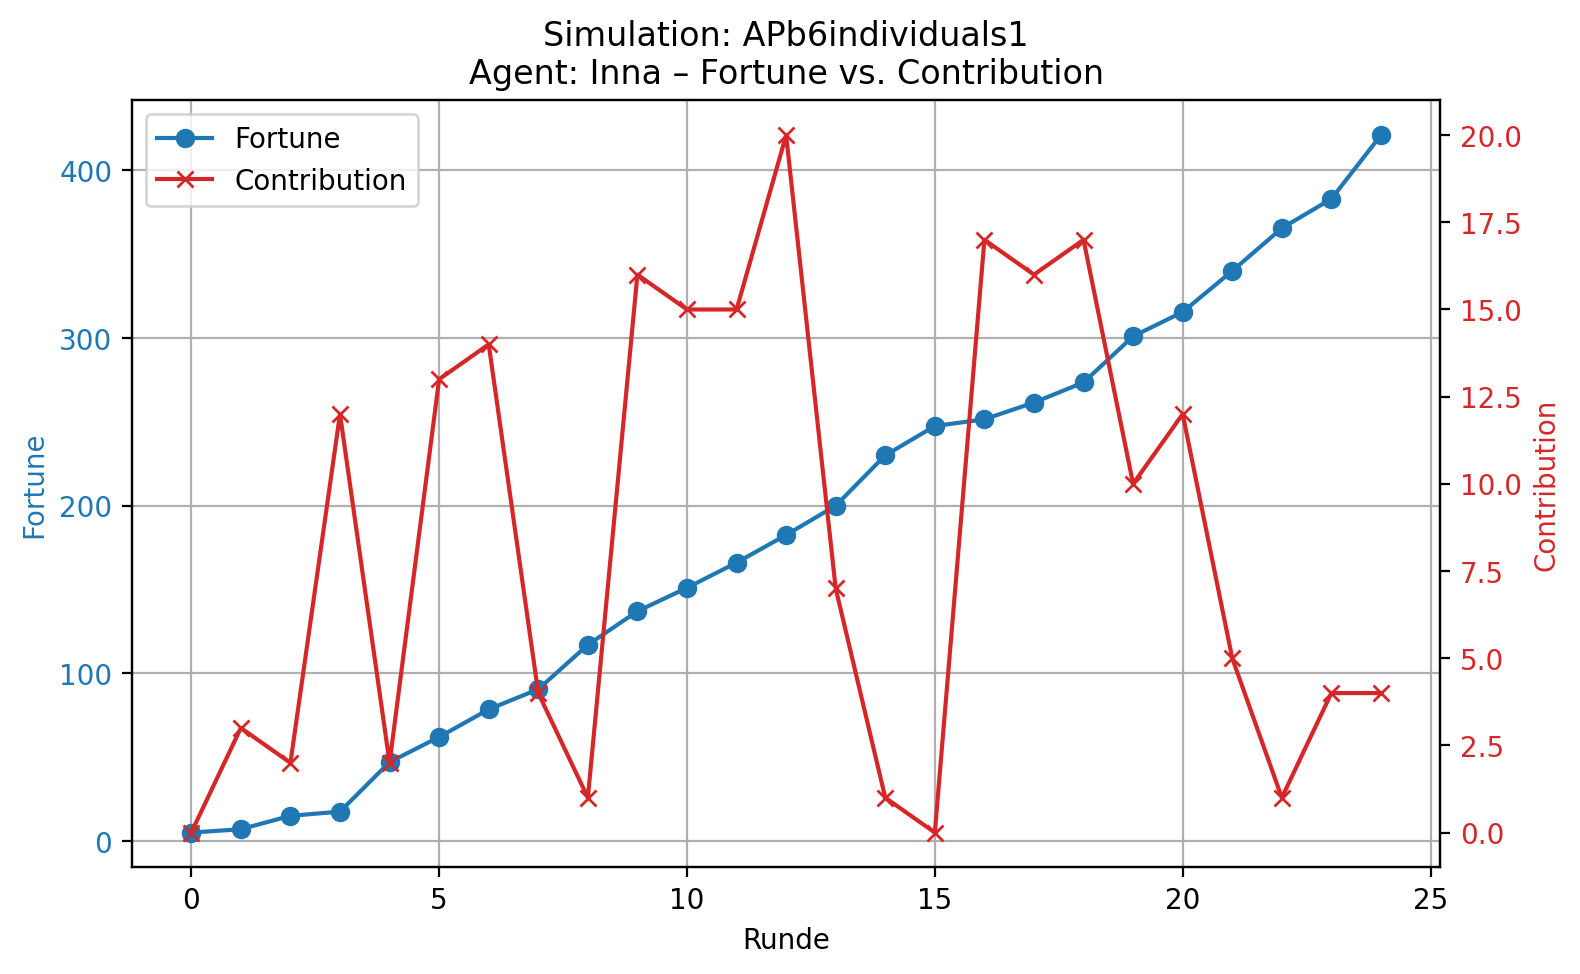 Simulation: APb6individuals1
Agent: Inna – Fortune vs. Contribution
Fortune
Contribution
400
300
200
100
0
Fortune
20.0
17.5
15.0
12.5
10.0
7.5
5.0
2.5
0.0
Contribution
0 5 10 15 20 25
Runde